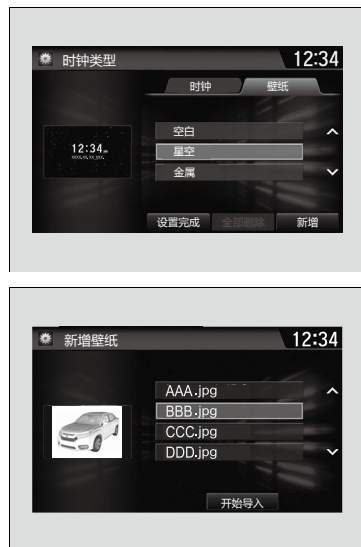 时钟类型 12:34
时钟 壁纸
空白
12:34
星空
金属
设置完成 全部删除 新增
新增壁纸 12:34
AAA.jpg
BBB.jpg
CCC.jpg
DDD.jpg
开始导入